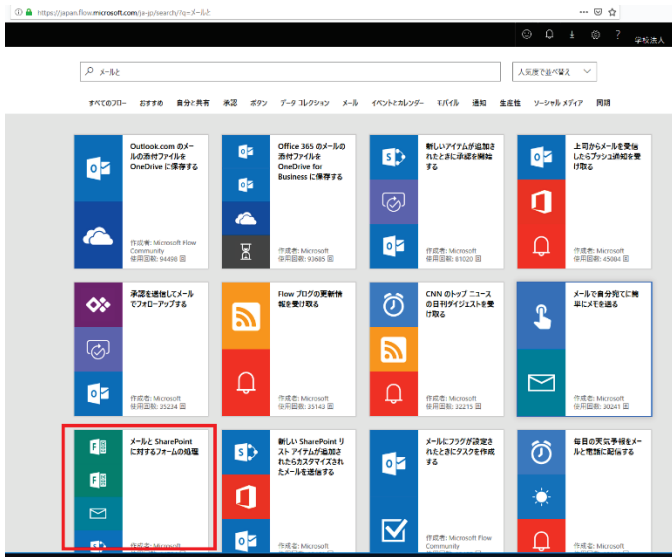 https://japan.flow.microsoft.com/ja-jp/search/?q=メールと
学校法人
メールと
人気度で並べ替え
すべてのフロー おすすめ 自分と共有 承認 ボタン データ コレクション メール イベントとカレンダー モバイル 通知 生産性 ソーシャル メディア 同期
Outlook.com のメー
ルの添付ファイルを
OneDrive に保存する
作成者: Microsoft Flow
Community
使用回数: 94498 回
Office 365 のメールの
添付ファイルを
OneDrive for
Business に保存する
作成者: Microsoft
使用回数: 93685 回
新しいアイテムが追加さ
れたときに承認を開始
する
作成者: Microsoft
使用回数: 81020 回
上司からメールを受信
したらプッシュ通知を受
け取る
作成者: Microsoft
使用回数: 45084 回
承認を送信してメール
でフォローアップする
作成者: Microsoft
使用回数: 35234 回
Flow ブログの更新情
報を受け取る
作成者: Microsoft
使用回数: 35143 回
CNN のトップ ニュース
の日刊ダイジェストを受
け取る
作成者: Microsoft
使用回数: 32215 回
メールで自分宛てに簡
単にメモを送る
作成者: Microsoft
使用回数: 30241 回
メールと SharePoint
に対するフォームの処理
作成者: Microsoft
新しい SharePoint リ
スト アイテムが追加さ
れたらカスタマイズされ
たメールを送信する
作成者: Microsoft
メールにフラグが設定さ
れたときにタスクを作成
する
作成者: Microsoft Flow
Community
毎日の天気予報をメー
ルと電話に配信する
作成者: Microsoft